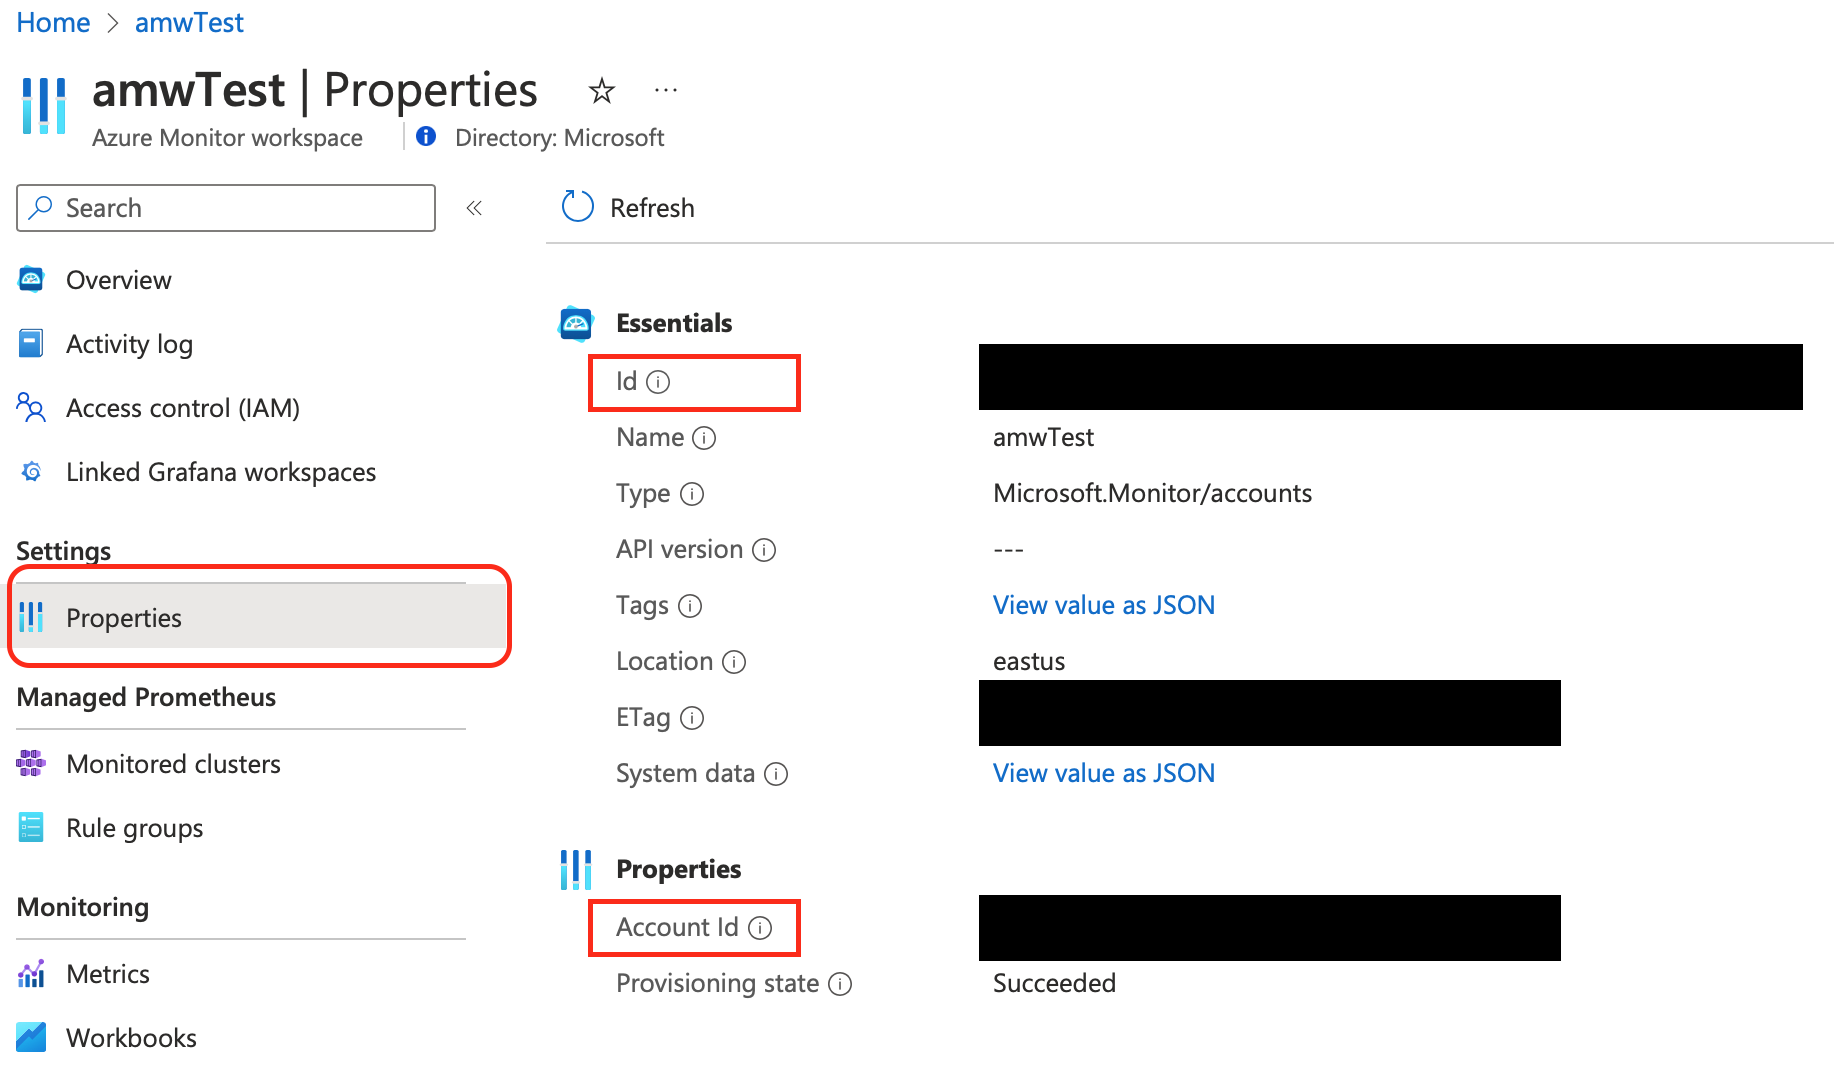 Home > amwTest
amwTest | Properties ☆ ...
Azure Monitor workspace | Directory: Microsoft
Search «
Refresh
Overview
Activity log
Access control (IAM)
Linked Grafana workspaces
Settings
Properties
Managed Prometheus
Monitored clusters
Rule groups
Monitoring
Metrics
Workbooks
Essentials
Id
Name amwTest
Type Microsoft.Monitor/accounts
API version ---
Tags View value as JSON
Location eastus
ETag
System data View value as JSON
Properties
Account Id
Provisioning state Succeeded